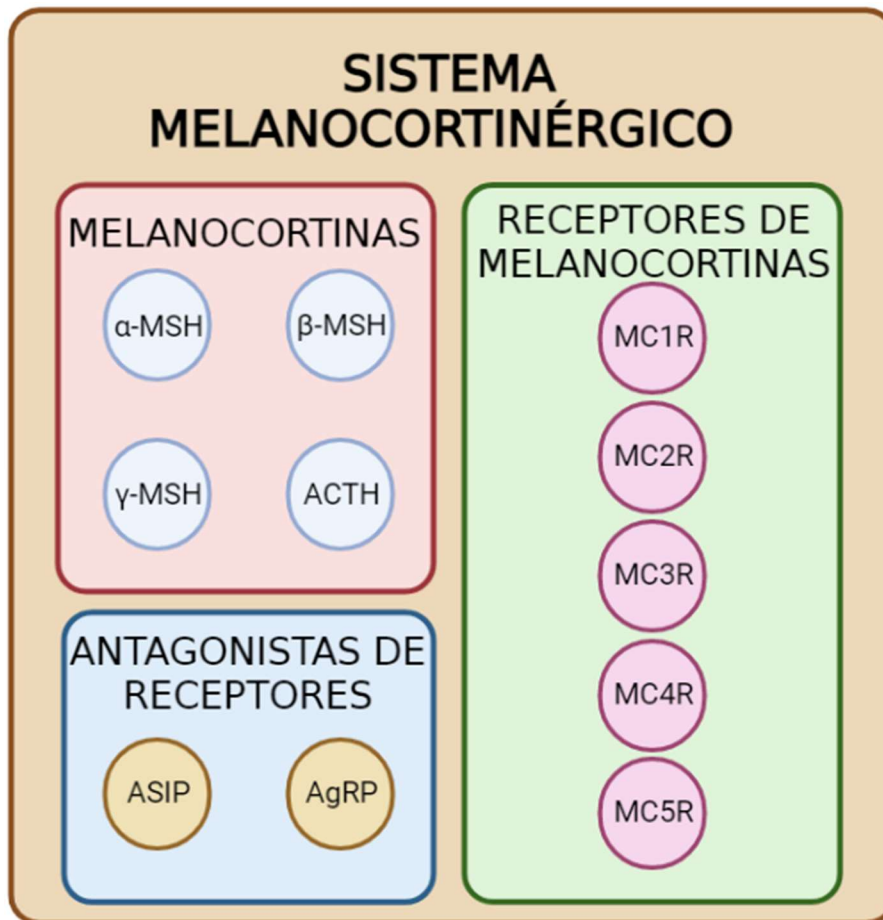 SISTEMA
MELANOCORTINÉRGICO
MELANOCORTINAS
α-MSH
β-MSH
γ-MSH
ACTH
ANTAGONISTAS DE
RECEPTORES
ASIP
AgRP
RECEPTORES DE
MELANOCORTINAS
MC1R
MC2R
MC3R
MC4R
MC5R